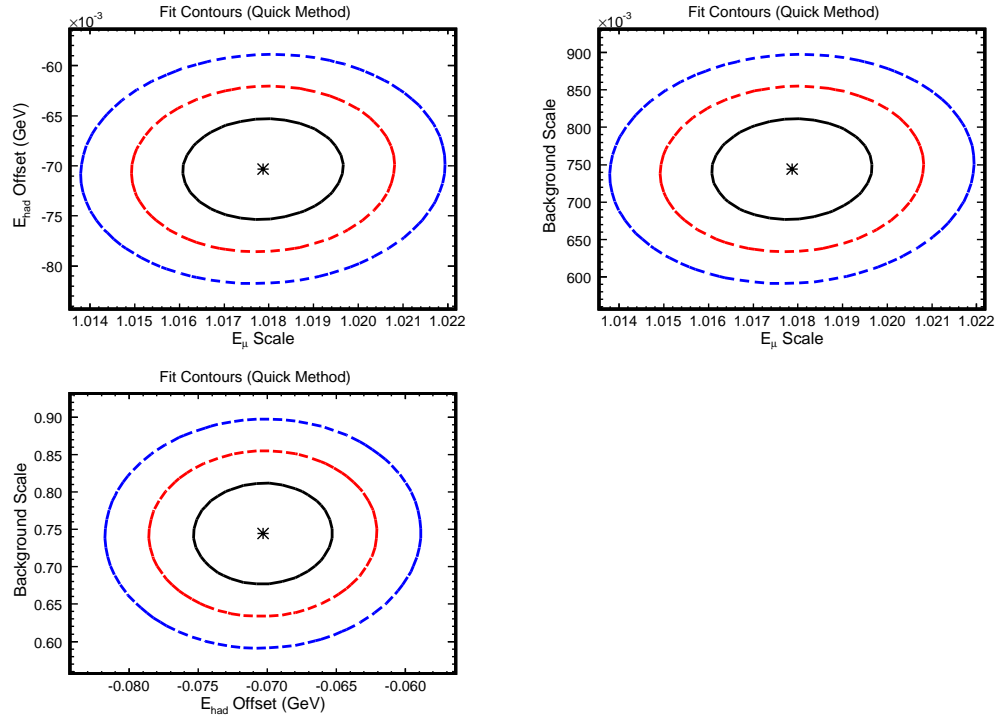 Fit Contours (Quick Method)
×10⁻³
-60
-65
-70
-75
-80
E_had Offset (GeV)
1.014 1.015 1.016 1.017 1.018 1.019 1.020 1.021 1.022
E_μ Scale
Fit Contours (Quick Method)
×10⁻³
900
850
800
750
700
650
600
Background Scale
1.014 1.015 1.016 1.017 1.018 1.019 1.020 1.021 1.022
E_μ Scale
Fit Contours (Quick Method)
0.90
0.85
0.80
0.75
0.70
0.65
0.60
Background Scale
-0.080 -0.075 -0.070 -0.065 -0.060
E_had Offset (GeV)